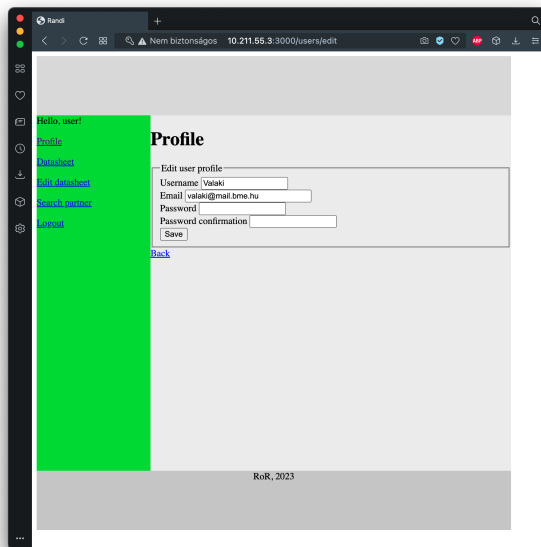 Randi
Nem biztonságos 10.211.55.3:3000/users/edit
ABP
Hello, user!
Profile
Datasheet
Edit datasheet
Search partner
Logout
Profile
Edit user profile
Username Valaki
Email valaki@mail.bme.hu
Password
Password confirmation
Save
Back
RoR, 2023